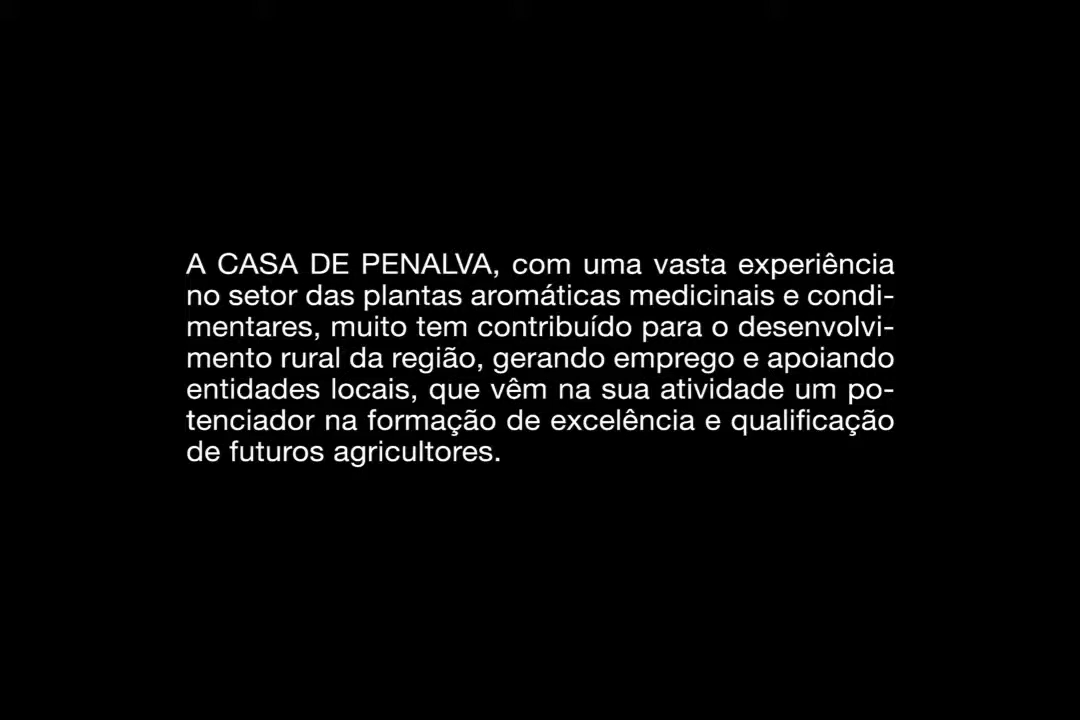 A CASA DE PENALVA, com uma vasta experiência
no setor das plantas aromáticas medicinais e condi-
mentares, muito tem contribuído para o desenvolvi-
mento rural da região, gerando emprego e apoiando
entidades locais, que vêm na sua atividade um po-
tenciador na formação de excelência e qualificação
de futuros agricultores.